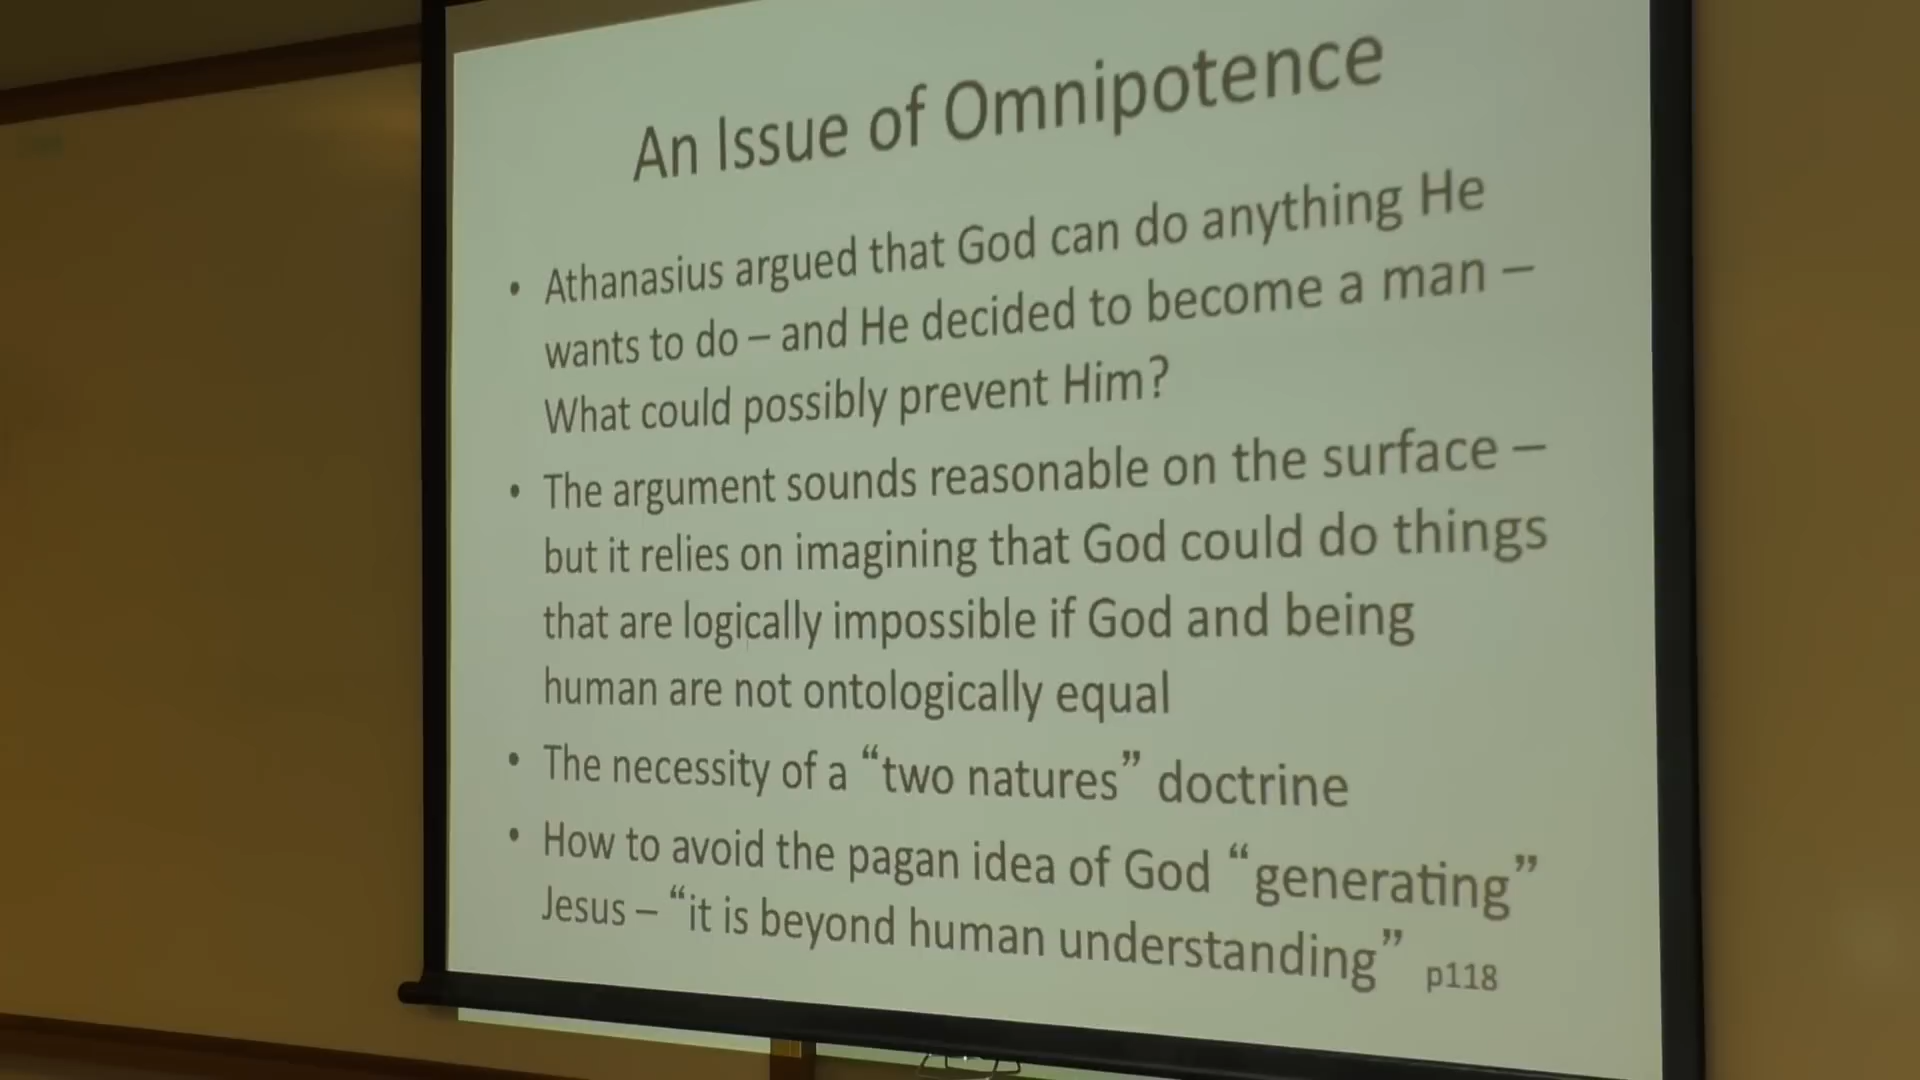 An Issue of Omnipotence
• Athanasius argued that God can do anything He
wants to do – and He decided to become a man –
What could possibly prevent Him?
• The argument sounds reasonable on the surface –
but it relies on imagining that God could do things
that are logically impossible if God and being
human are not ontologically equal
• The necessity of a “two natures” doctrine
• How to avoid the pagan idea of God “generating”
Jesus – “it is beyond human understanding” p118